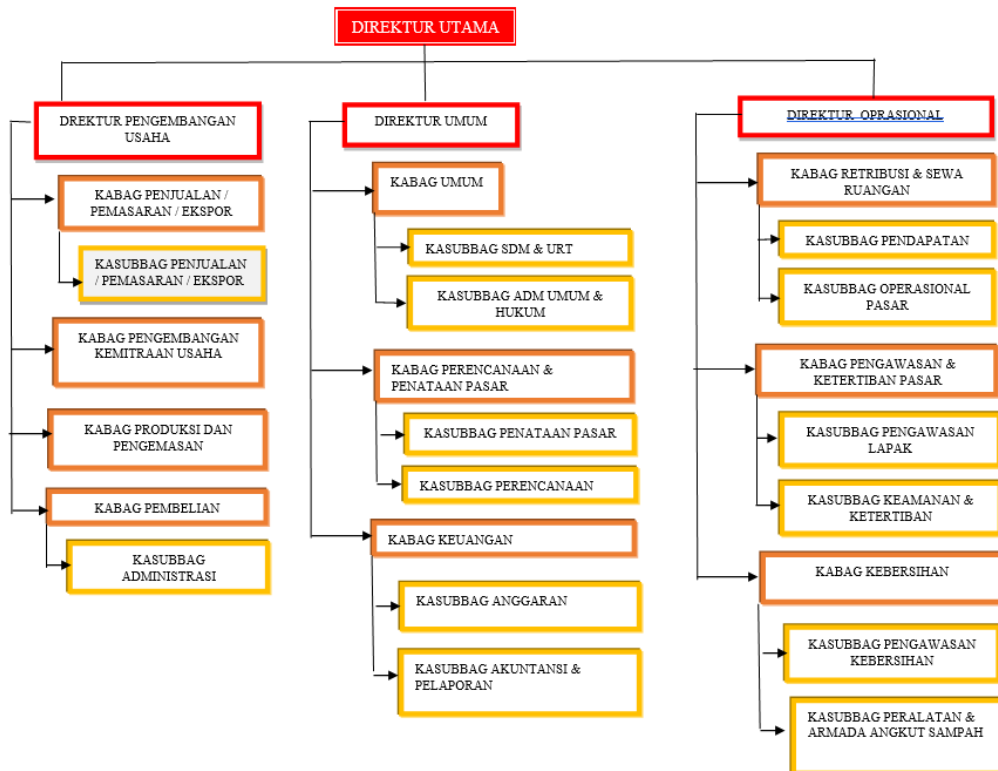 DIREKTUR UTAMA
DREKTUR PENGEMBANGAN
USAHA
KABAG PENJUALAN /
PEMASARAN / EKSPOR
KASUBBAG PENJUALAN
/ PEMASARAN / EKSPOR
KABAG PENGEMBANGAN
KEMITRAAN USAHA
KABAG PRODUKSI DAN
PENGEMASAN
KABAG PEMBELIAN
KASUBBAG
ADMINISTRASI
DIREKTUR UMUM
KABAG UMUM
KASUBBAG SDM & URT
KASUBBAG ADM UMUM &
HUKUM
KABAG PERENCANAAN &
PENATAAN PASAR
KASUBBAG PENATAAN PASAR
KASUBBAG PERENCANAAN
KABAG KEUANGAN
KASUBBAG ANGGARAN
KASUBBAG AKUNTANSI &
PELAPORAN
DIREKTUR OPRASIONAL
KABAG RETRIBUSI & SEWA
RUANGAN
KASUBBAG PENDAPATAN
KASUBBAG OPERASIONAL
PASAR
KABAG PENGAWASAN &
KETERTIBAN PASAR
KASUBBAG PENGAWASAN
LAPAK
KASUBBAG KEAMANAN &
KETERTIBAN
KABAG KEBERSIHAN
KASUBBAG PENGAWASAN
KEBERSIHAN
KASUBBAG PERALATAN &
ARMADA ANGKUT SAMPAH